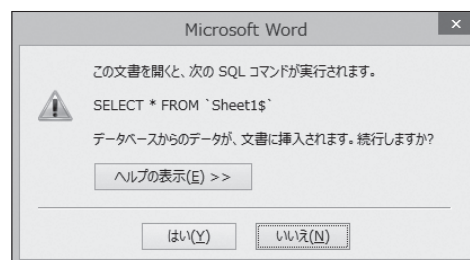 Microsoft Word
×
この文書を開くと、次の SQL コマンドが実行されます。
SELECT * FROM `Sheet1$`
データベースからのデータが、文書に挿入されます。続行しますか?
ヘルプの表示(E) >>
はい(Y)
いいえ(N)